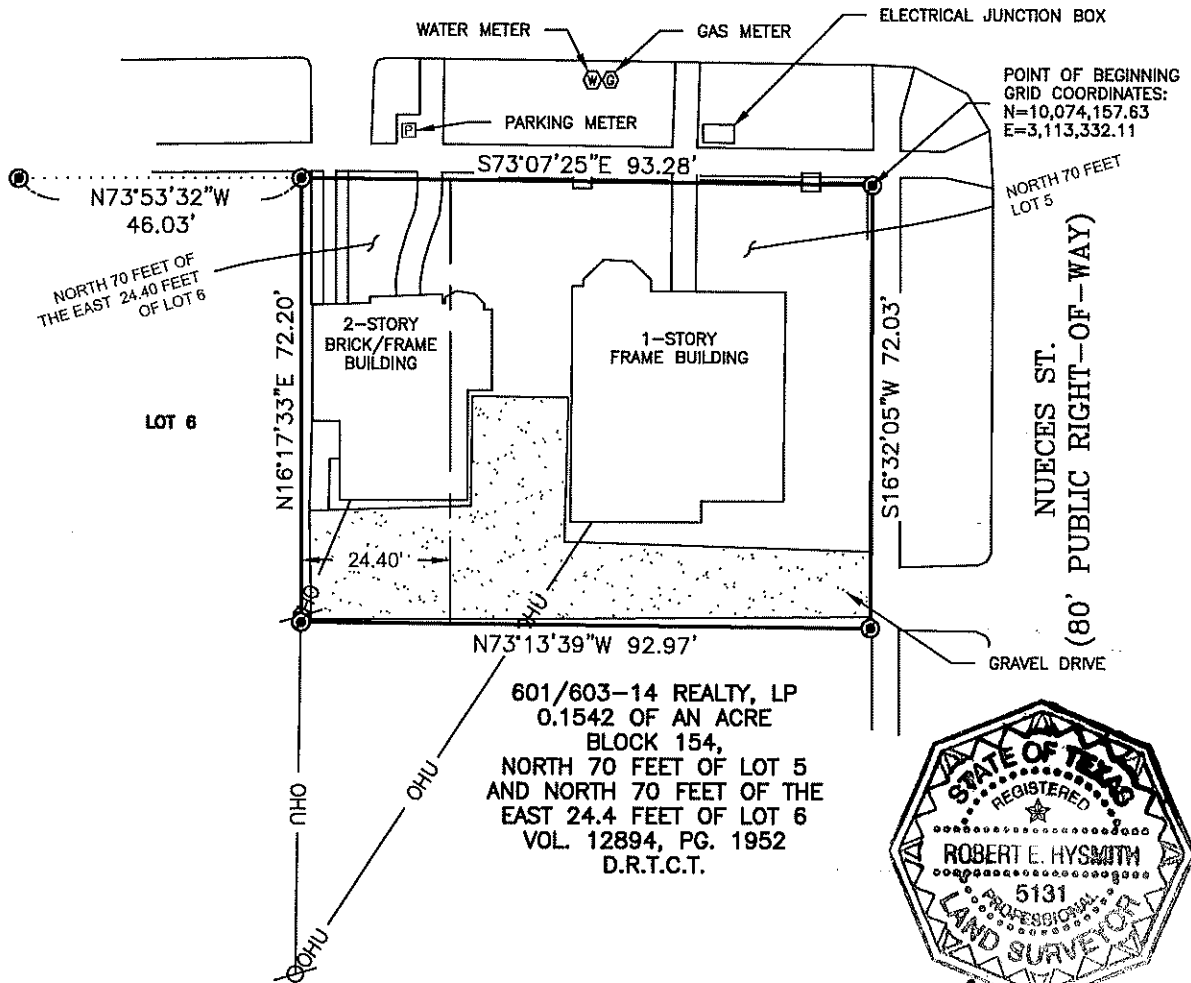 WATER METER
GAS METER
ELECTRICAL JUNCTION BOX
W G
POINT OF BEGINNING
GRID COORDINATES:
N=10,074,157.63
E=3,113,332.11
P
PARKING METER
S73°07'25"E 93.28'
N73°53'32"W
46.03'
NORTH 70 FEET
LOT 5
NORTH 70 FEET OF
THE EAST 24.40 FEET
OF LOT 6
2-STORY
BRICK/FRAME
BUILDING
1-STORY
FRAME BUILDING
LOT 6
N16°17'33"E 72.20'
S16°32'05"W 72.03'
NUECES ST.
(80' PUBLIC RIGHT-OF-WAY)
24.40'
OHU
OHU
N73°13'39"W 92.97'
GRAVEL DRIVE
601/603-14 REALTY, LP
0.1542 OF AN ACRE
BLOCK 154,
NORTH 70 FEET OF LOT 5
AND NORTH 70 FEET OF THE
EAST 24.4 FEET OF LOT 6
VOL. 12894, PG. 1952
D.R.T.C.T.
OHU
OHU
OHU
STATE OF TEXAS
REGISTERED
ROBERT E. HYSMITH
5131
PROFESSIONAL
LAND SURVEYOR